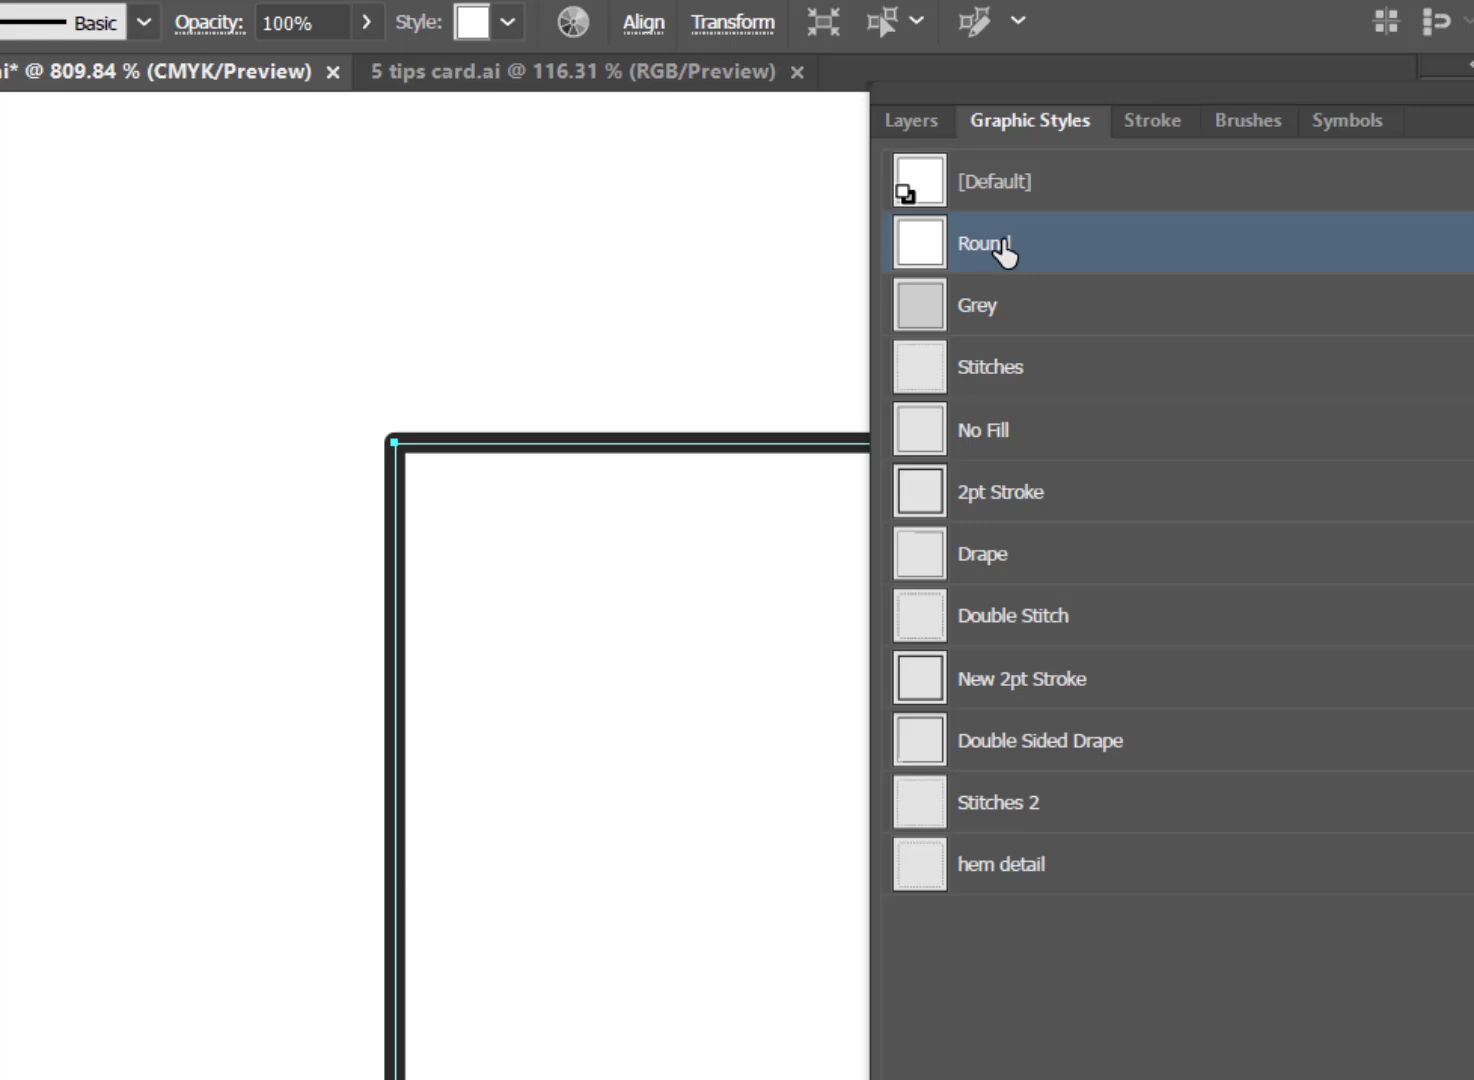 Basic Opacity: 100% Style: Align Transform
ai* @ 809.84 % (CMYK/Preview) × 5 tips card.ai @ 116.31 % (RGB/Preview) ×
Layers Graphic Styles Stroke Brushes Symbols
[Default]
Round
Grey
Stitches
No Fill
2pt Stroke
Drape
Double Stitch
New 2pt Stroke
Double Sided Drape
Stitches 2
hem detail